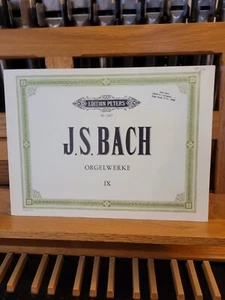 EDITION PETERS
J.S. BACH
ORGELWERKE
IX